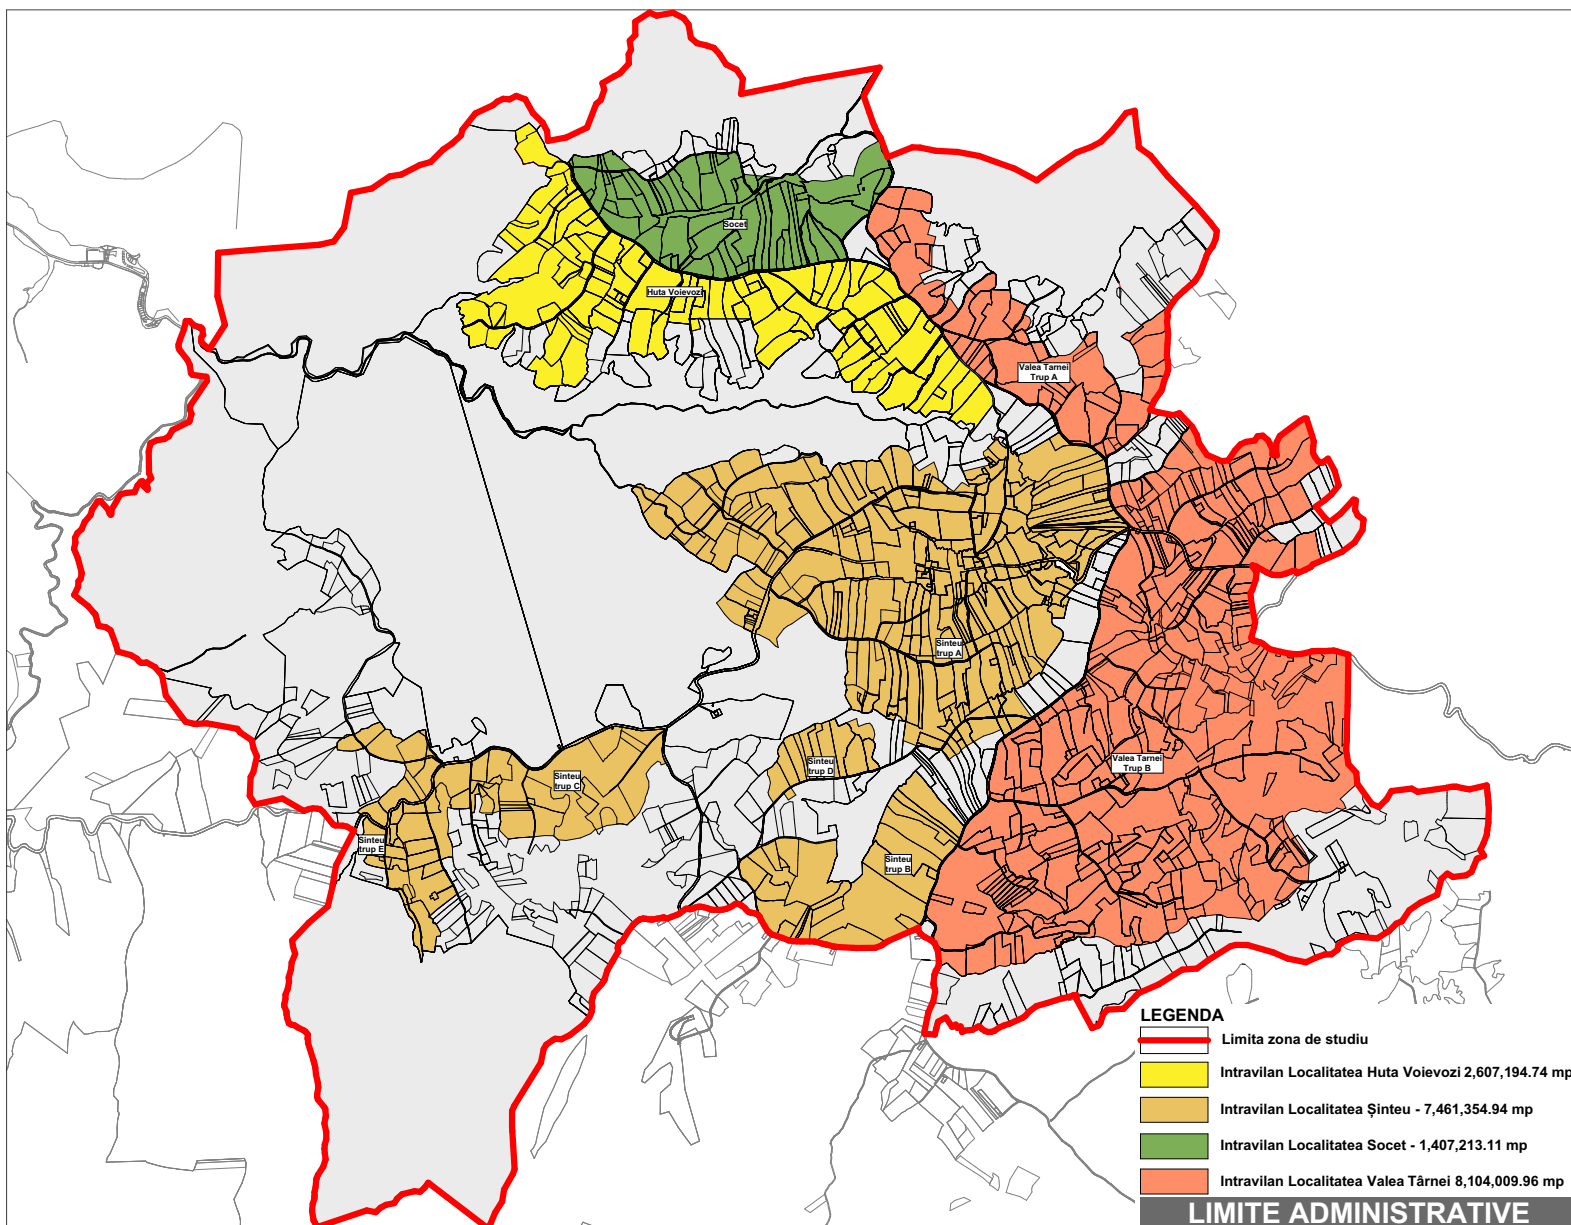 Socet
Huta Voievozi
Valea Tarnei
Trup A
Sinteu
trup A
Sinteu
trup D
Valea Tarnei
Trup B
Sinteu
trup C
Sinteu
trup E
Sinteu
trup B
LEGENDA
Limita zona de studiu
Intravilan Localitatea Huta Voievozi 2,607,194.74 mp
Intravilan Localitatea Şinteu - 7,461,354.94 mp
Intravilan Localitatea Socet - 1,407,213.11 mp
Intravilan Localitatea Valea Târnei 8,104,009.96 mp
LIMITE ADMINISTRATIVE